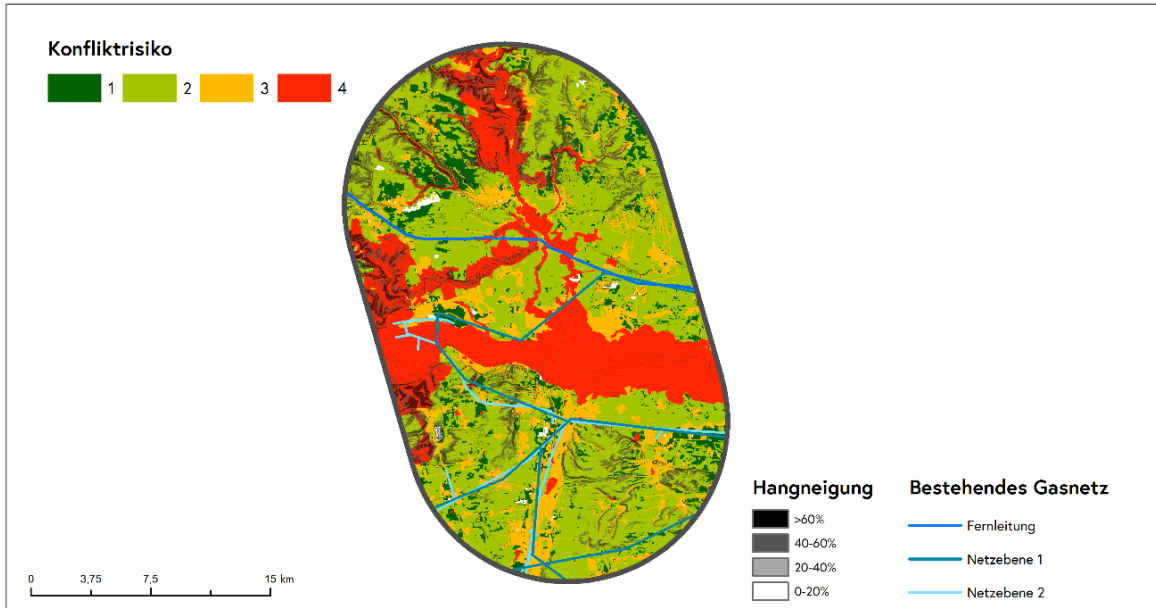 Konfliktrisiko
1 2 3 4
Hangneigung
>60%
40-60%
20-40%
0-20%
Bestehendes Gasnetz
Fernleitung
Netzebene 1
Netzebene 2
0 3,75 7,5 15 km